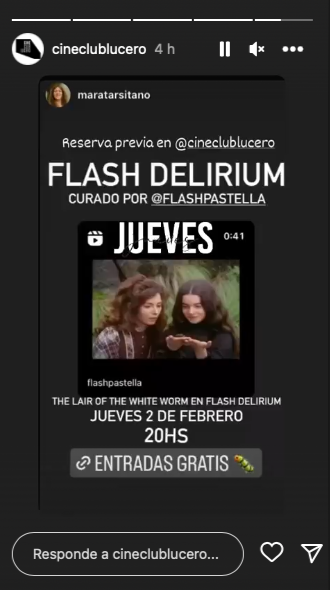 cineclublucero 4 h
maratarsitano
Reserva previa en @cineclublucero
FLASH DELIRIUM
CURADO POR @FLASHPASTELLA
JUEVES
0:41
flashpastella
THE LAIR OF THE WHITE WORM EN FLASH DELIRIUM
JUEVES 2 DE FEBRERO
20HS
ENTRADAS GRATIS
Responde a cineclublucero...